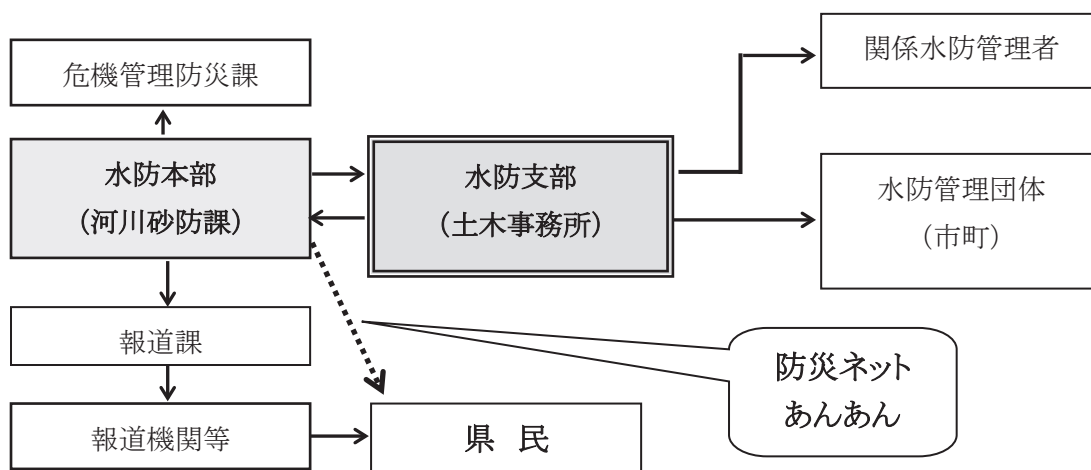 危機管理防災課
関係水防管理者
水防本部
(河川砂防課)
水防支部
(土木事務所)
水防管理団体
(市町)
報道課
防災ネット
あんあん
報道機関等
県 民